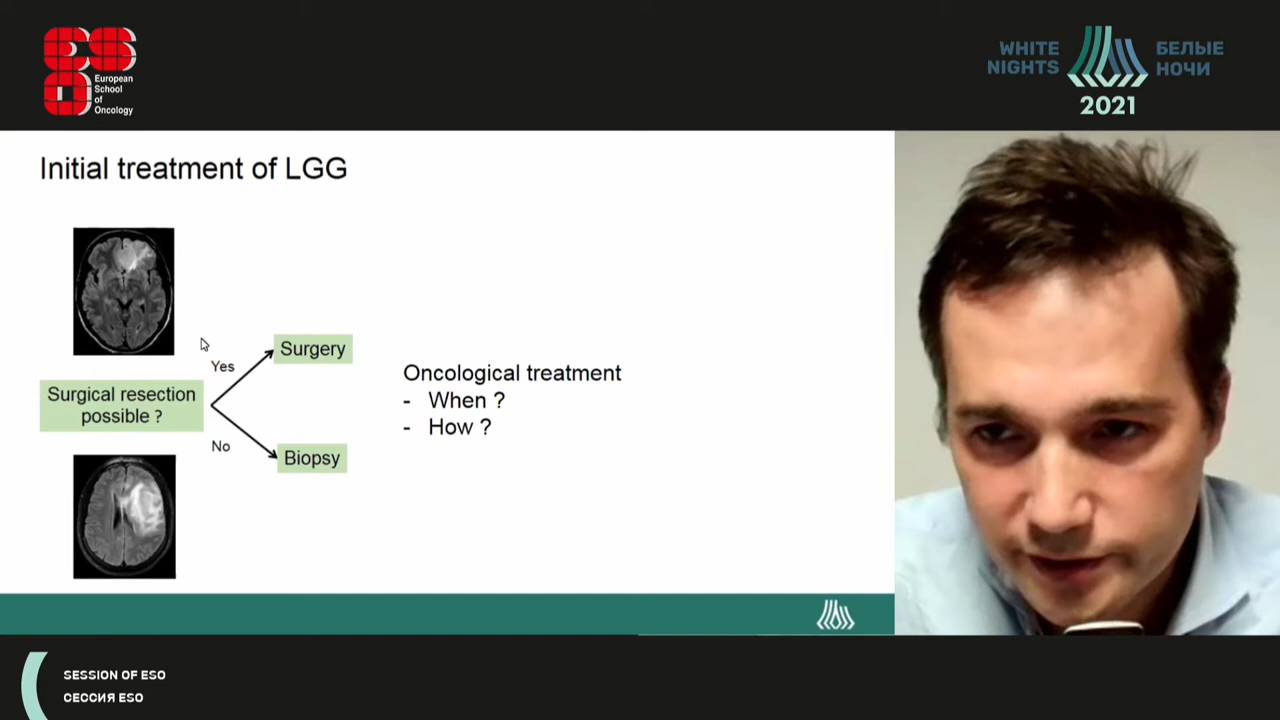 ESO
European
School
of
Oncology
WHITE
NIGHTS
БЕЛЫЕ
НОЧИ
2021
Initial treatment of LGG
Yes
Surgery
Surgical resection
possible ?
No
Biopsy
Oncological treatment
- When ?
- How ?
SESSION OF ESO
СЕССИЯ ESO